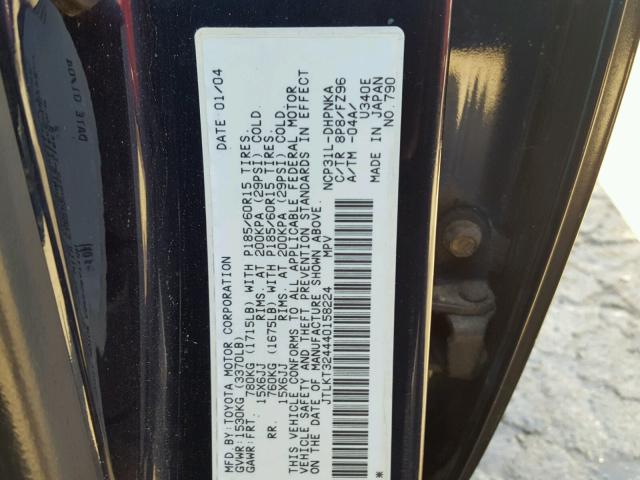 MFD.BY:TOYOTA MOTOR CORPORATION DATE 01/04
GVWR:1530KG (3370LB)
GAWR:FRT. 780KG (1715LB) WITH P185/60R15 TIRES.
15X6JJ RIMS. AT 200KPA (29PSI) COLD.
RR. 760KG (1675LB) WITH P185/60R15 TIRES.
15X6JJ RIMS. AT 200KPA (29PSI) COLD.
THIS VEHICLE CONFORMS TO ALL APPLICABLE FEDERAL MOTOR
VEHICLE SAFETY AND THEFT PREVENTION STANDARDS IN EFFECT
ON THE DATE OF MANUFACTURE SHOWN ABOVE.
JTLKT324440158224 MPV
NCP31L-DHPNKA
C/TR 8P8/FZ96
A/TM -04A/ U340E
MADE IN JAPAN
NO.790
*